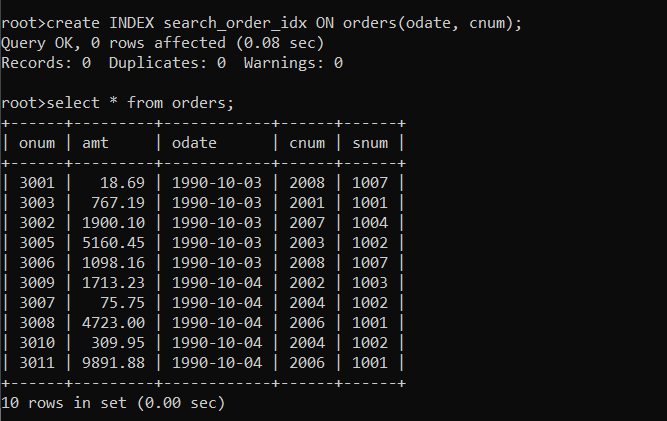 root>create INDEX search_order_idx ON orders(odate, cnum);
Query OK, 0 rows affected (0.08 sec)
Records: 0  Duplicates: 0  Warnings: 0

root>select * from orders;
+------+---------+------------+------+------+
| onum | amt     | odate      | cnum | snum |
+------+---------+------------+------+------+
| 3001 |   18.69 | 1990-10-03 | 2008 | 1007 |
| 3003 |  767.19 | 1990-10-03 | 2001 | 1001 |
| 3002 | 1900.10 | 1990-10-03 | 2007 | 1004 |
| 3005 | 5160.45 | 1990-10-03 | 2003 | 1002 |
| 3006 | 1098.16 | 1990-10-03 | 2008 | 1007 |
| 3009 | 1713.23 | 1990-10-04 | 2002 | 1003 |
| 3007 |   75.75 | 1990-10-04 | 2004 | 1002 |
| 3008 | 4723.00 | 1990-10-04 | 2006 | 1001 |
| 3010 |  309.95 | 1990-10-04 | 2004 | 1002 |
| 3011 | 9891.88 | 1990-10-04 | 2006 | 1001 |
+------+---------+------------+------+------+
10 rows in set (0.00 sec)